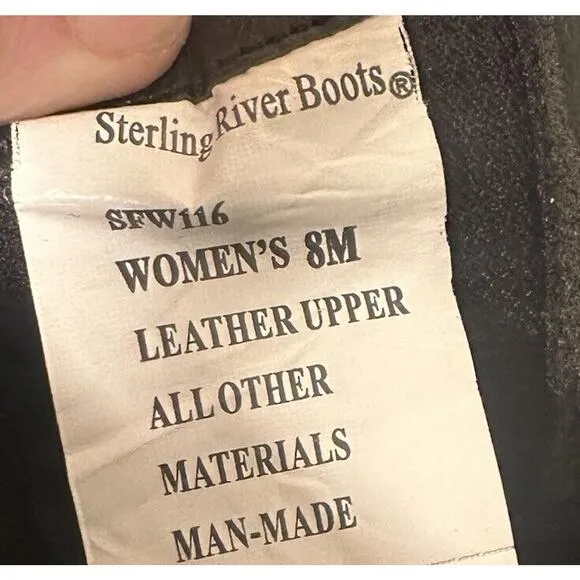 Sterling River Boots®
SFW116
WOMEN'S 8M
LEATHER UPPER
ALL OTHER
MATERIALS
MAN-MADE